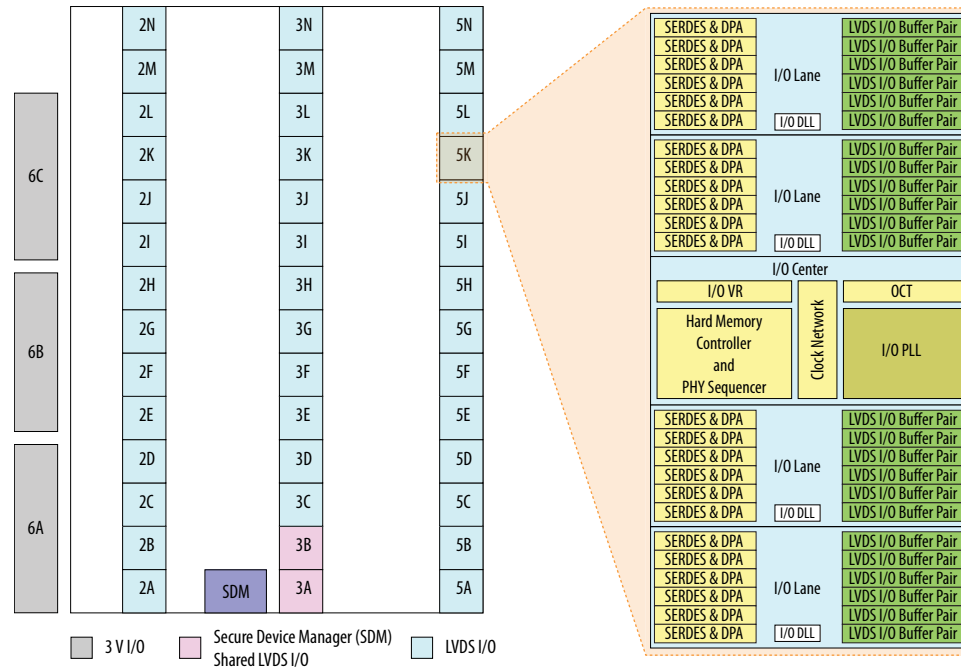 2N
2M
2L
2K
2J
2I
2H
2G
2F
2E
2D
2C
2B
2A
3N
3M
3L
3K
3J
3I
3H
3G
3F
3E
3D
3C
3B
3A
5N
5M
5L
5K
5J
5I
5H
5G
5F
5E
5D
5C
5B
5A
6C
6B
6A
SDM
3 V I/O
Secure Device Manager (SDM)
Shared LVDS I/O
LVDS I/O
SERDES & DPA
SERDES & DPA
SERDES & DPA
SERDES & DPA
SERDES & DPA
SERDES & DPA
I/O Lane
I/O DLL
LVDS I/O Buffer Pair
LVDS I/O Buffer Pair
LVDS I/O Buffer Pair
LVDS I/O Buffer Pair
LVDS I/O Buffer Pair
LVDS I/O Buffer Pair
SERDES & DPA
SERDES & DPA
SERDES & DPA
SERDES & DPA
SERDES & DPA
SERDES & DPA
I/O Lane
I/O DLL
LVDS I/O Buffer Pair
LVDS I/O Buffer Pair
LVDS I/O Buffer Pair
LVDS I/O Buffer Pair
LVDS I/O Buffer Pair
LVDS I/O Buffer Pair
I/O Center
I/O VR
Hard Memory
Controller
and
PHY Sequencer
Clock Network
OCT
I/O PLL
SERDES & DPA
SERDES & DPA
SERDES & DPA
SERDES & DPA
SERDES & DPA
SERDES & DPA
I/O Lane
I/O DLL
LVDS I/O Buffer Pair
LVDS I/O Buffer Pair
LVDS I/O Buffer Pair
LVDS I/O Buffer Pair
LVDS I/O Buffer Pair
LVDS I/O Buffer Pair
SERDES & DPA
SERDES & DPA
SERDES & DPA
SERDES & DPA
SERDES & DPA
SERDES & DPA
I/O Lane
I/O DLL
LVDS I/O Buffer Pair
LVDS I/O Buffer Pair
LVDS I/O Buffer Pair
LVDS I/O Buffer Pair
LVDS I/O Buffer Pair
LVDS I/O Buffer Pair